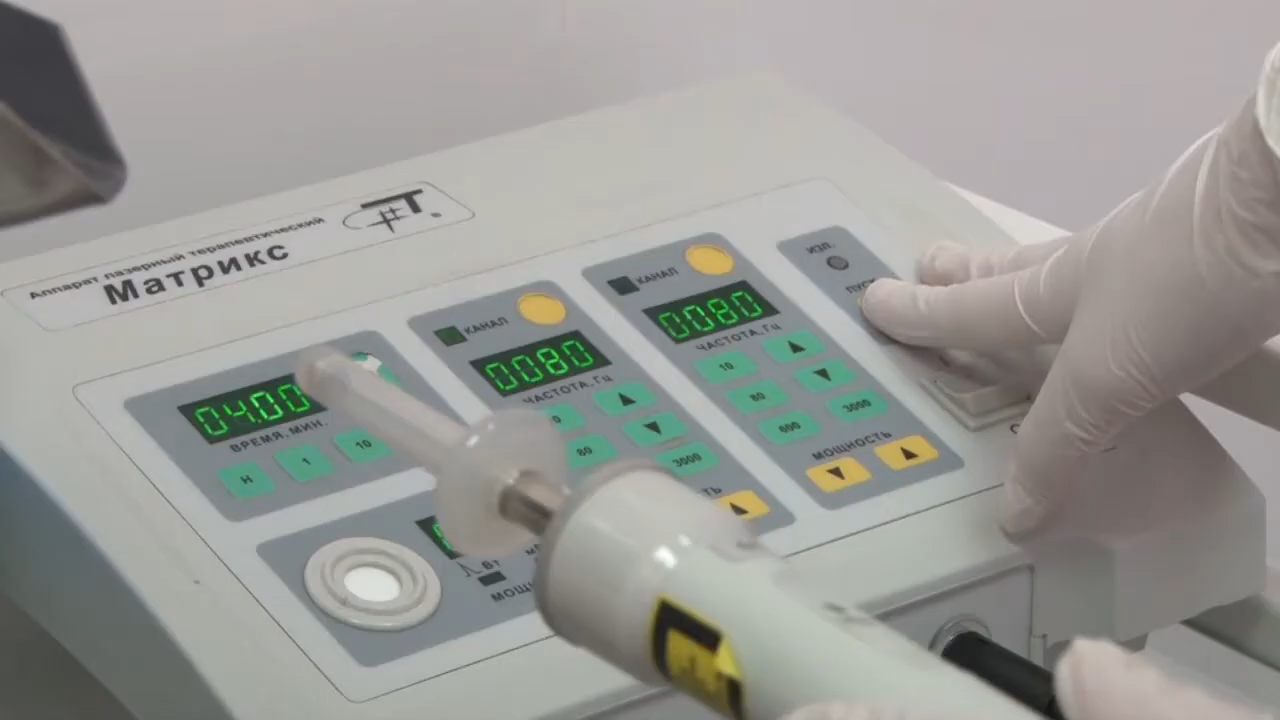 Аппарат лазерный терапевтический
Матрикс
®
04.00
ВРЕМЯ, МИН.
Н
1
10
КАНАЛ
0080
ЧАСТОТА, Гц
80
3000
КАНАЛ
0080
ЧАСТОТА, Гц
10
80
600
3000
МОЩНОСТЬ
ИЗЛ.
Вт